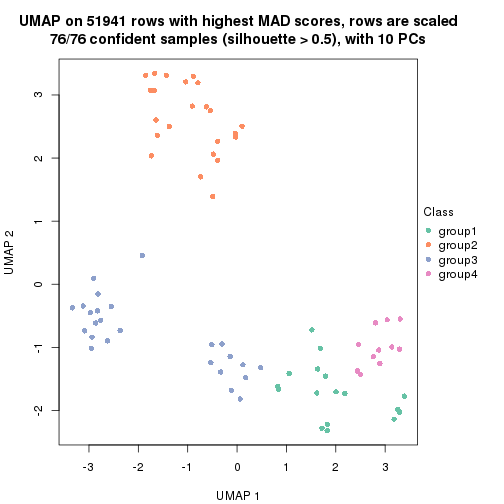 UMAP on 51941 rows with highest MAD scores, rows are scaled
76/76 confident samples (silhouette > 0.5), with 10 PCs
3
2
1
0
-1
-2
UMAP 2
-3
-2
-1
0
1
2
3
UMAP 1
Class
group1
group2
group3
group4